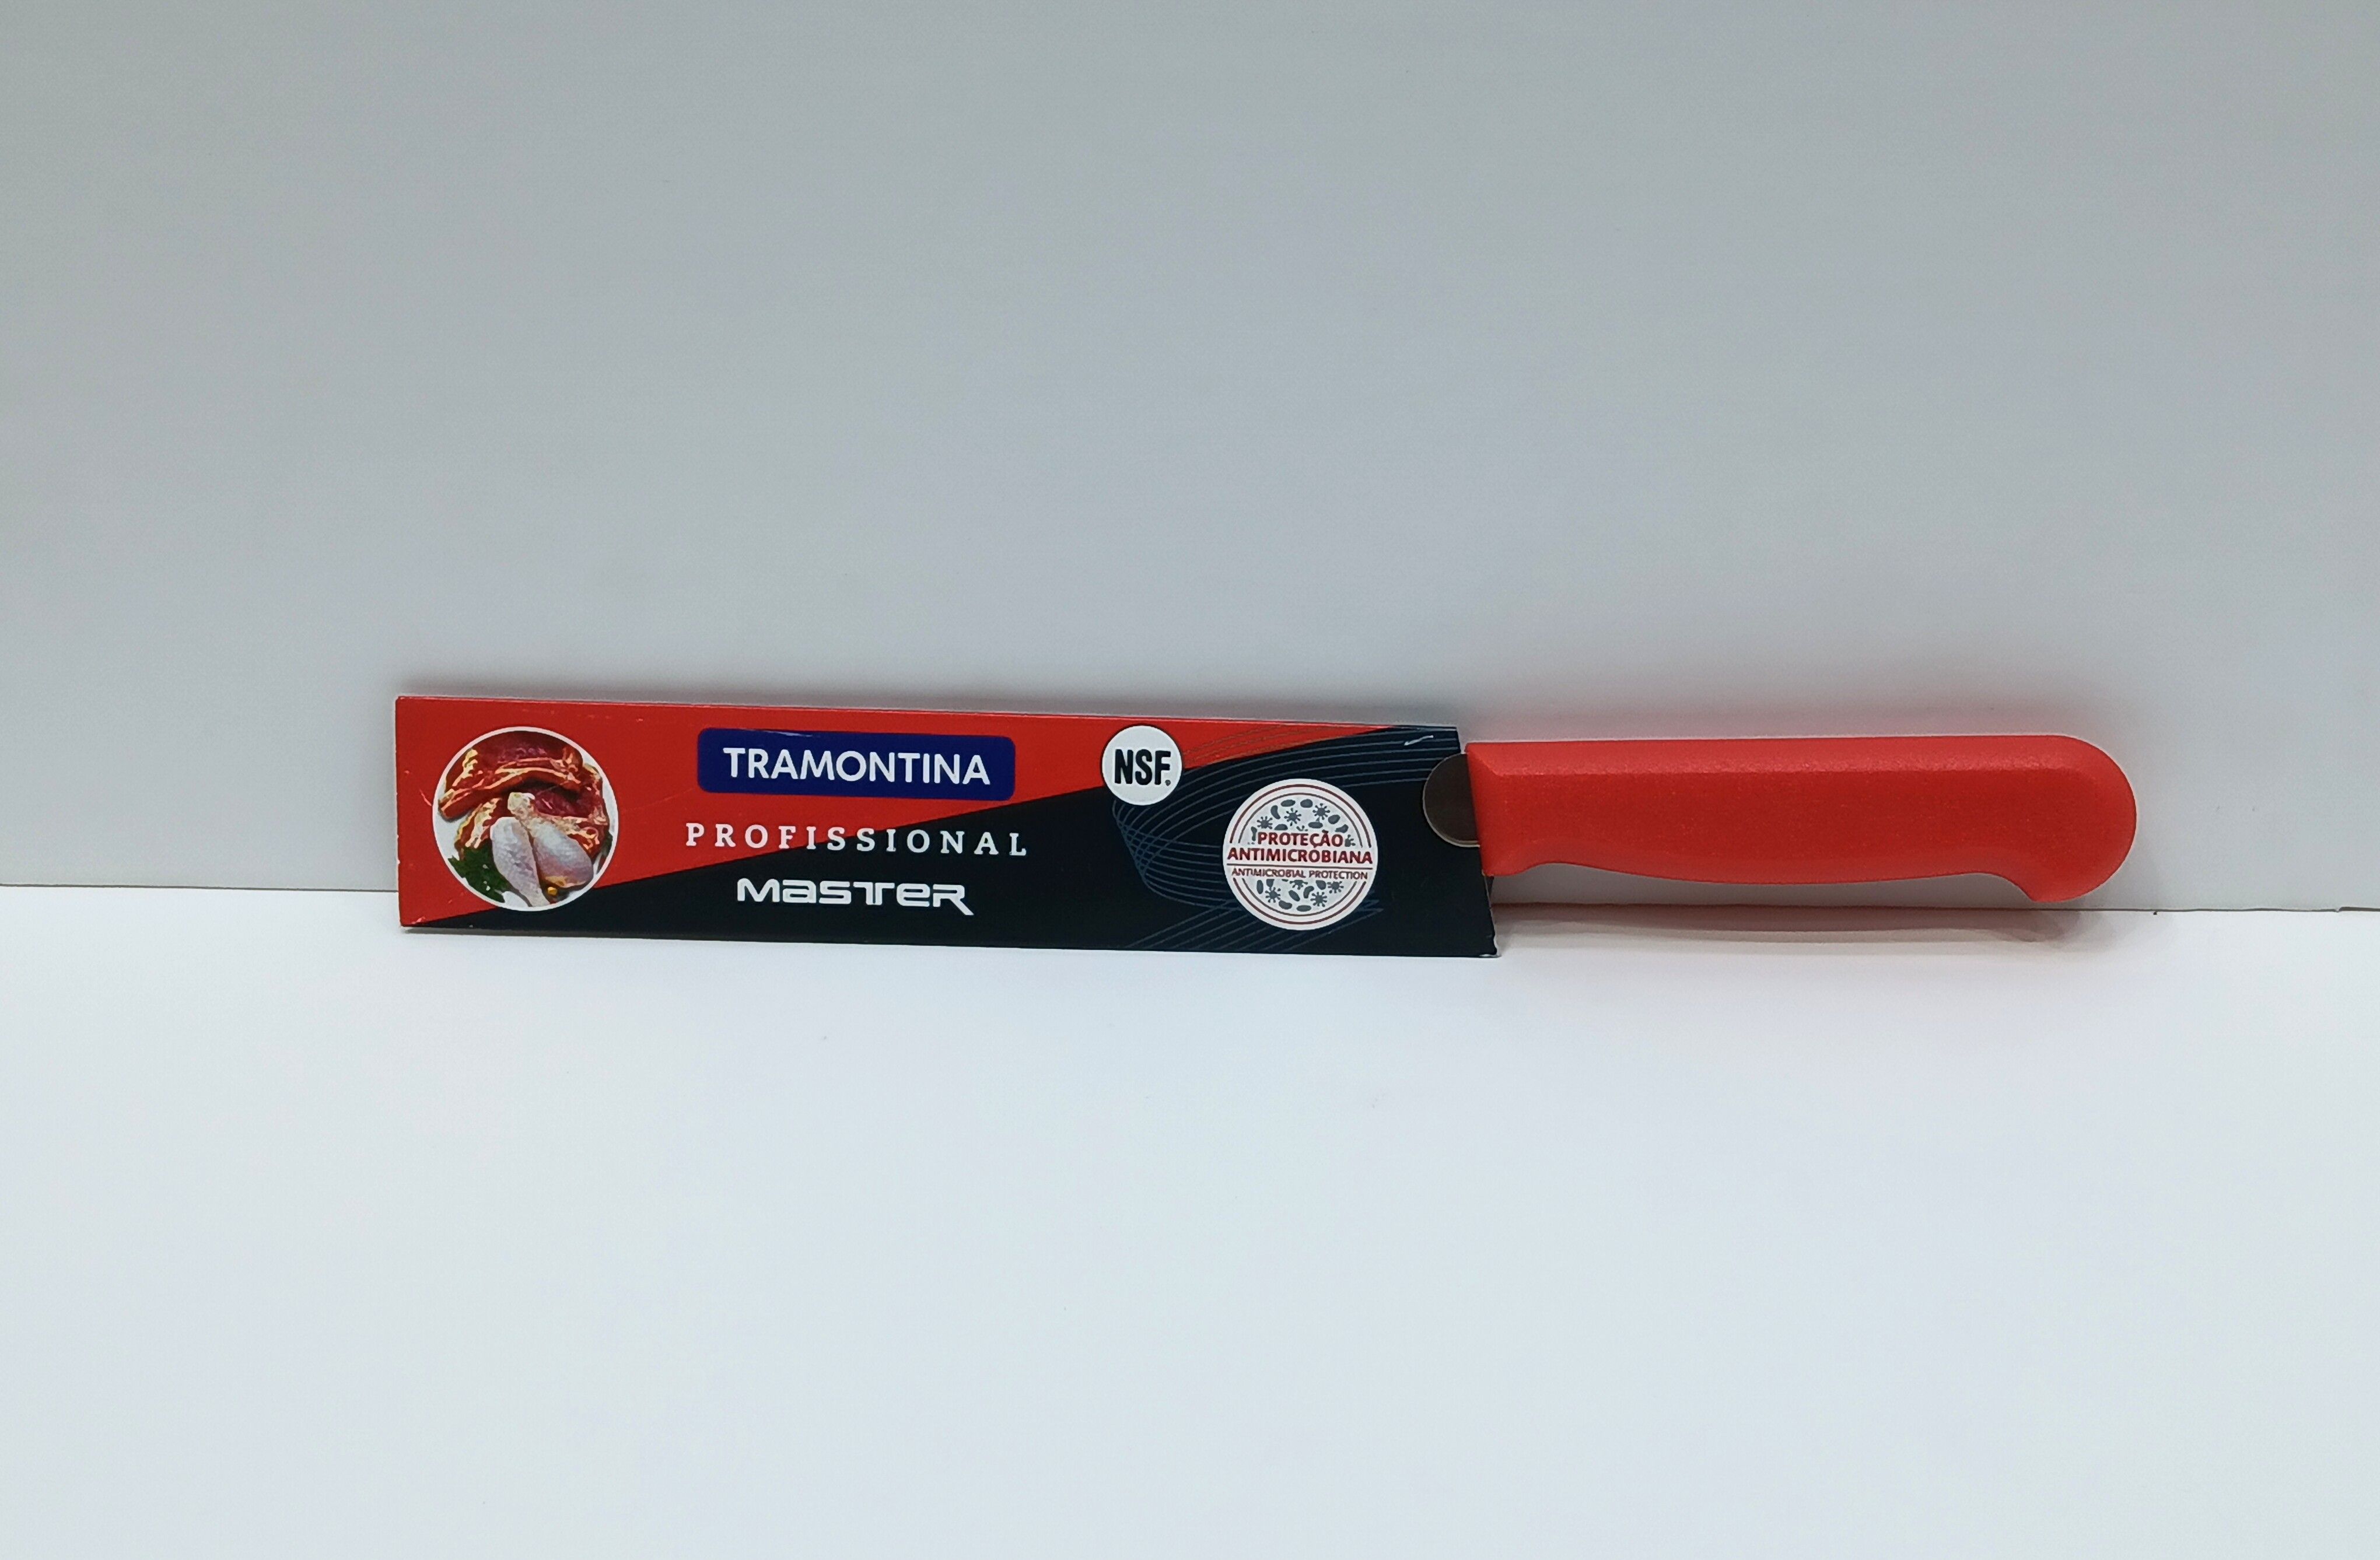 TRAMONTINA
PROFISSIONAL
MASTER
NSF.
PROTEÇÃO
ANTIMICROBIANA
ANTIMICROBIAL PROTECTION